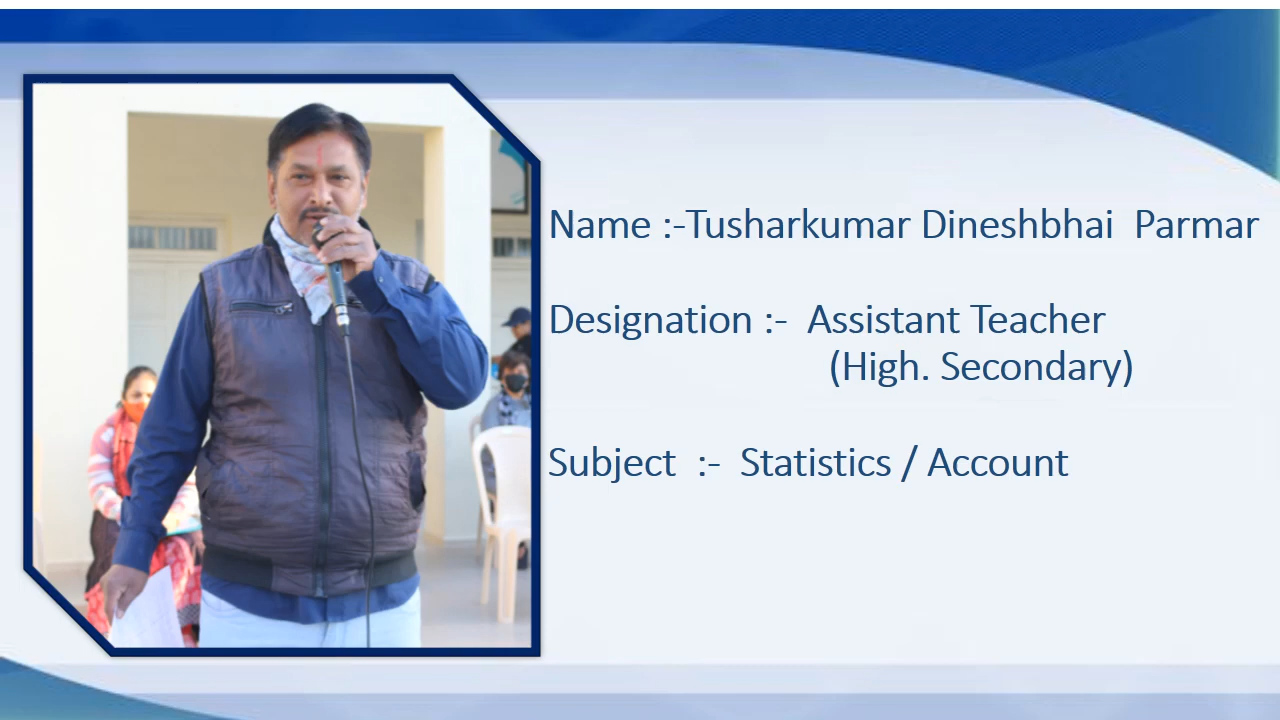 Name :-Tusharkumar Dineshbhai  Parmar
Designation :-  Assistant Teacher
(High. Secondary)
Subject  :-  Statistics / Account